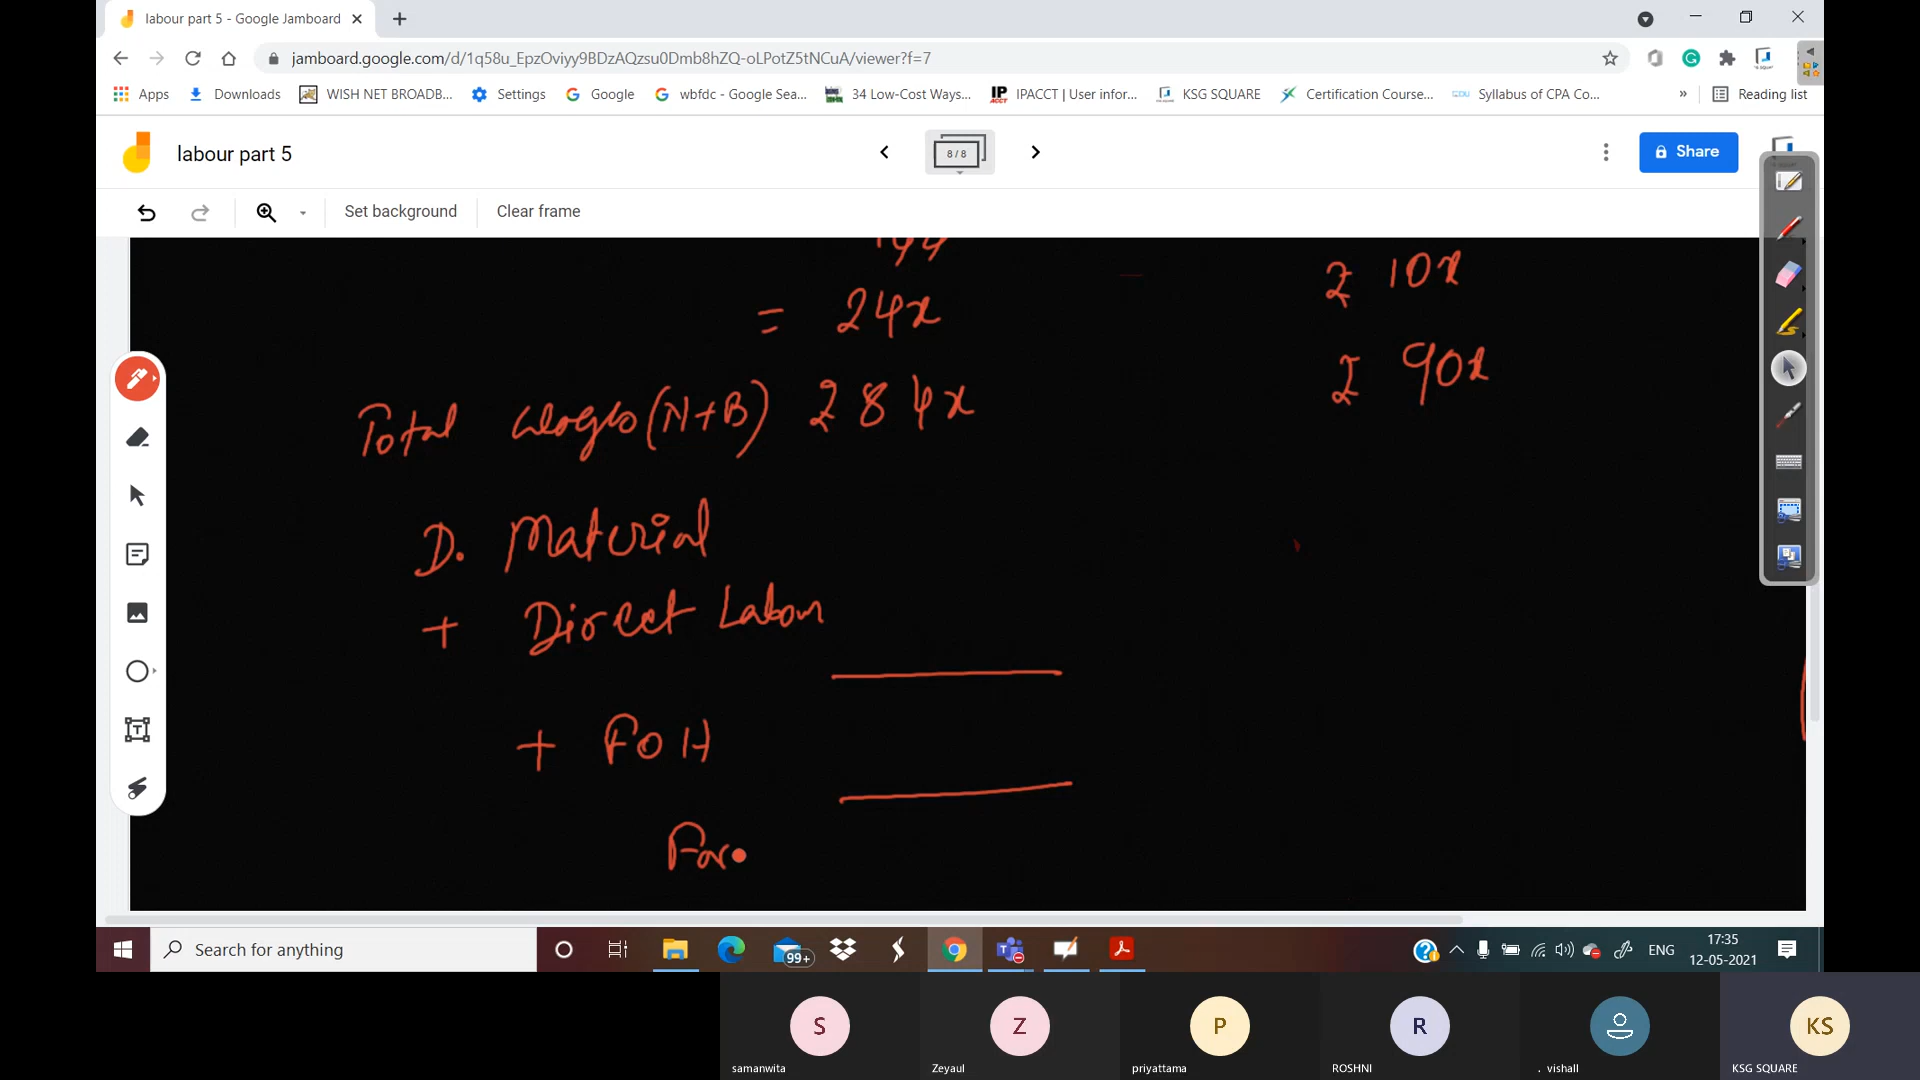 labour part 5 - Google Jamboard
jamboard.google.com/d/1q58u_EpzOviyy9BDzAQzsu0Dmb8hZQ-oLPotZ5tNCuA/viewer?f=7
Apps Downloads WISH NET BROADB... Settings Google wbfdc - Google Sea... 34 Low-Cost Ways... IPACCT | User infor... KSG SQUARE Certification Course... Syllabus of CPA Co... » Reading list
labour part 5
8 / 8
Share
Set background Clear frame
10x
= 24x
90x
Total (N+B) 284x
D. Material
+ Direct Labour
+ FOH
Far
Search for anything
99+
ENG
17:35
12-05-2021
S Z P R KS
samanwita Zeyaul priyattama ROSHNI . vishall KSG SQUARE